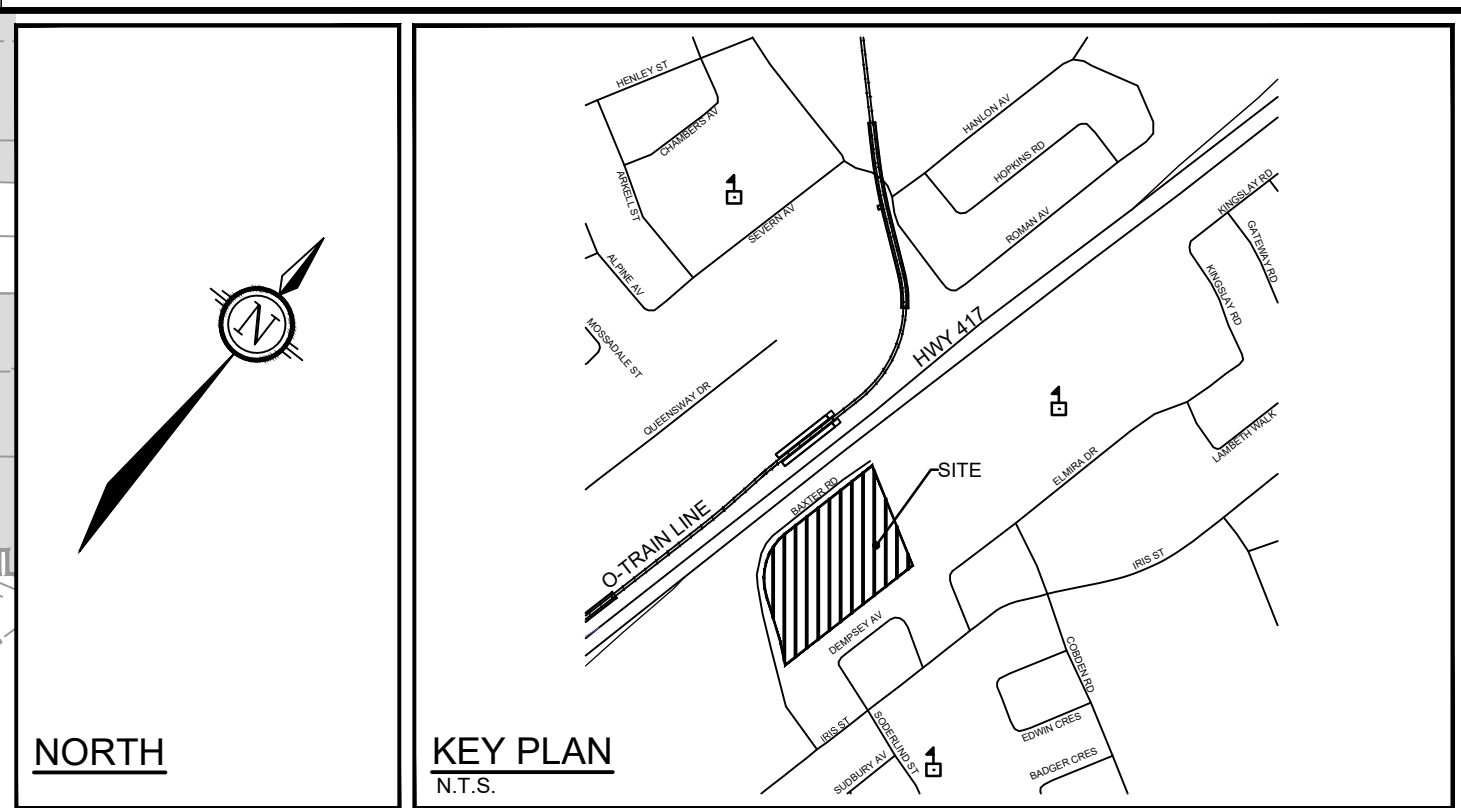 N
NORTH
KEY PLAN
N.T.S.
HENLEY ST
CHAMBERS AV
ARKELL ST
SEVERN AV
ALPINE AV
MOSSADALE ST
QUEENSWAY DR
HANLON AV
HOPKINS RD
ROMAN AV
KINGSLAY RD
GATEWAY RD
KINGSLAY RD
HWY 417
LAMBETH WALK
ELMIRA DR
SITE
BAXTER RD
O-TRAIN LINE
IRIS ST
DEMPSEY AV
COBDEN RD
IRIS ST
SODERLIND ST
EDWIN CRES
SUDBURY AV
BADGER CRES